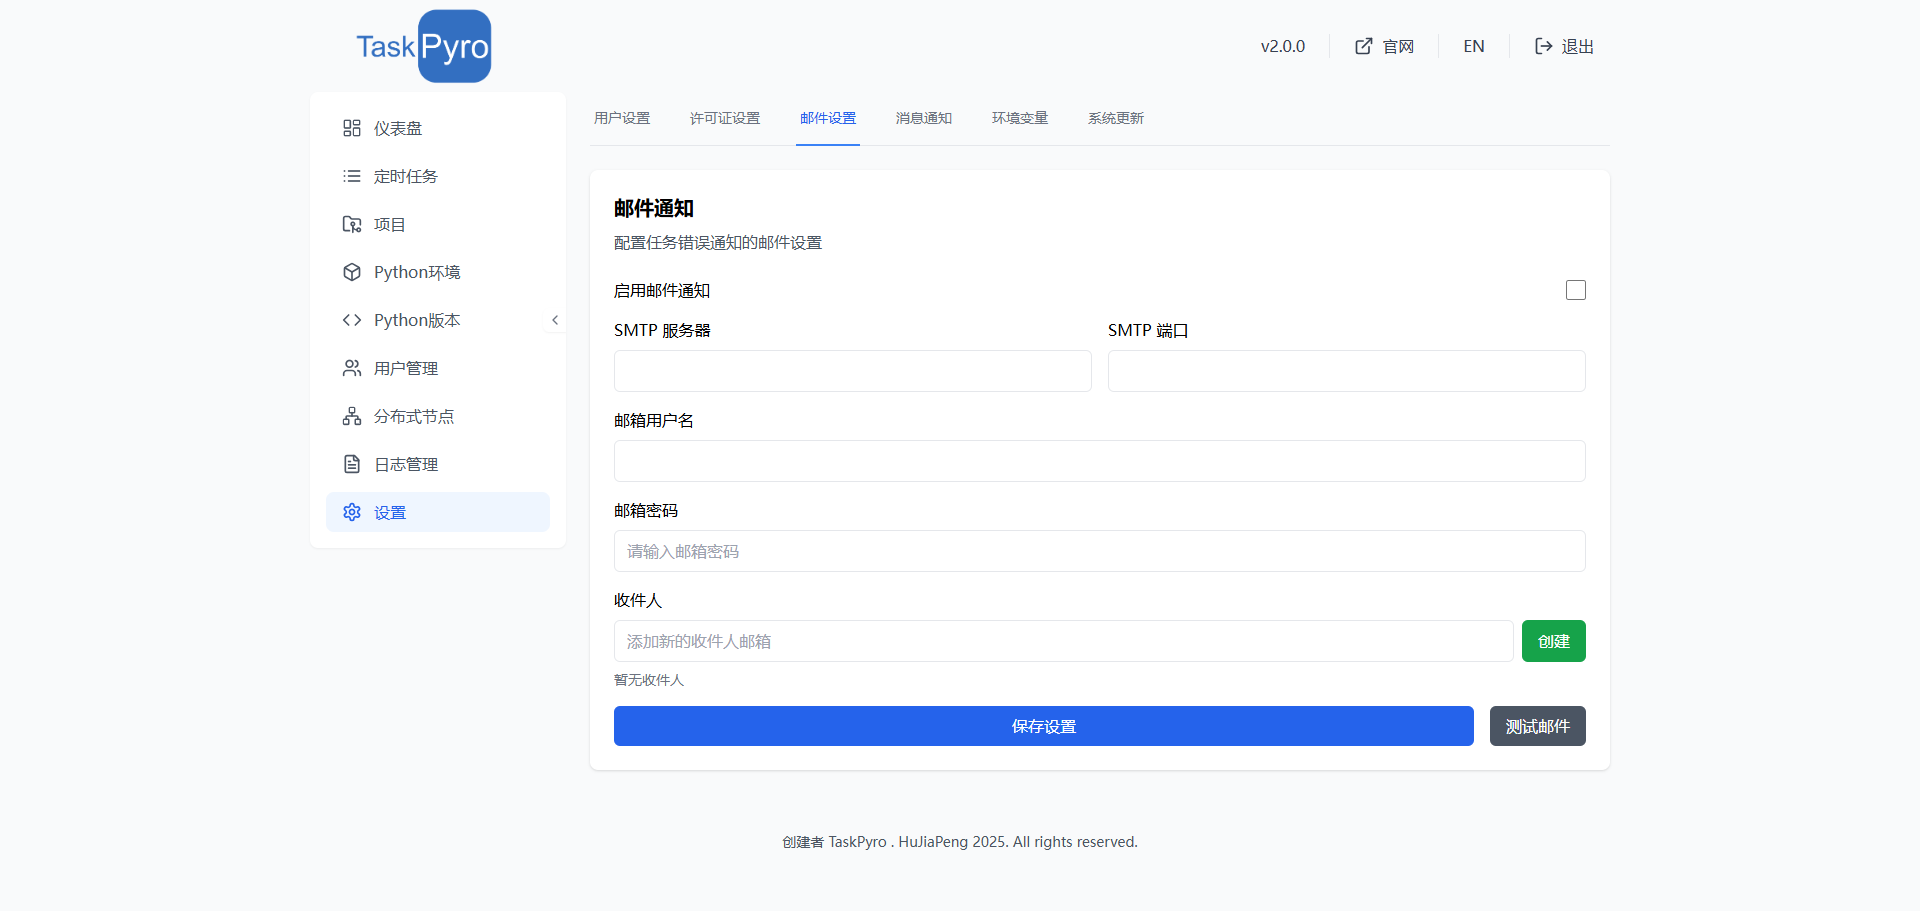 TaskPyro
v2.0.0
官网
EN
退出
仪表盘
定时任务
项目
Python环境
Python版本
用户管理
分布式节点
日志管理
设置
用户设置
许可证设置
邮件设置
消息通知
环境变量
系统更新
邮件通知
配置任务错误通知的邮件设置
启用邮件通知
SMTP 服务器
SMTP 端口
邮箱用户名
邮箱密码
请输入邮箱密码
收件人
添加新的收件人邮箱
创建
暂无收件人
保存设置
测试邮件
创建者 TaskPyro . HuJiaPeng 2025. All rights reserved.